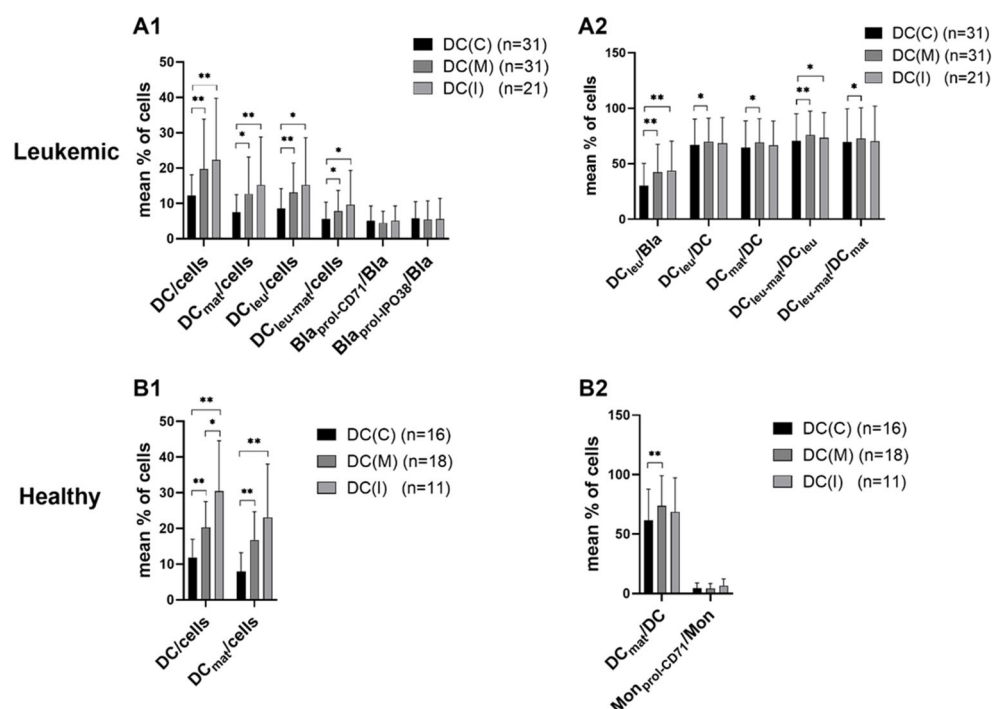 A1
DC(C) (n=31)
DC(M) (n=31)
DC(I) (n=21)
mean % of cells
50
40
30
20
10
0
** **
* **
** *
* *
DC/cells
DCmat/cells
DCleu/cells
DCleu-mat/cells
Blaprol-CD71/Bla
Blaprol-IPO38/Bla
A2
DC(C) (n=31)
DC(M) (n=31)
DC(I) (n=21)
mean % of cells
150
100
50
0
** **
*
*
** *
*
DCleu/Bla
DCleu/DC
DCmat/DC
DCleu-mat/DCleu
DCleu-mat/DCmat
Leukemic
B1
DC(C) (n=16)
DC(M) (n=18)
DC(I) (n=11)
mean % of cells
50
40
30
20
10
0
** * **
** **
DC/cells
DCmat/cells
B2
DC(C) (n=16)
DC(M) (n=18)
DC(I) (n=11)
mean % of cells
150
100
50
0
**
DCmat/DC
Monprol-CD71/Mon
Healthy